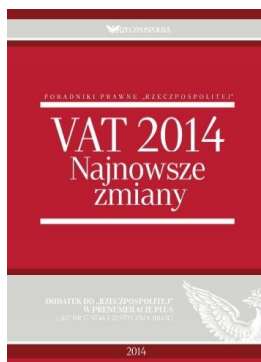 RZECZPOSPOLITA
PORADNIKI PRAWNE „RZECZPOSPOLITEJ”
VAT 2014
Najnowsze
zmiany
DODATEK DO „RZECZPOSPOLITEJ”
W PRENUMERACIE PLUS
2014